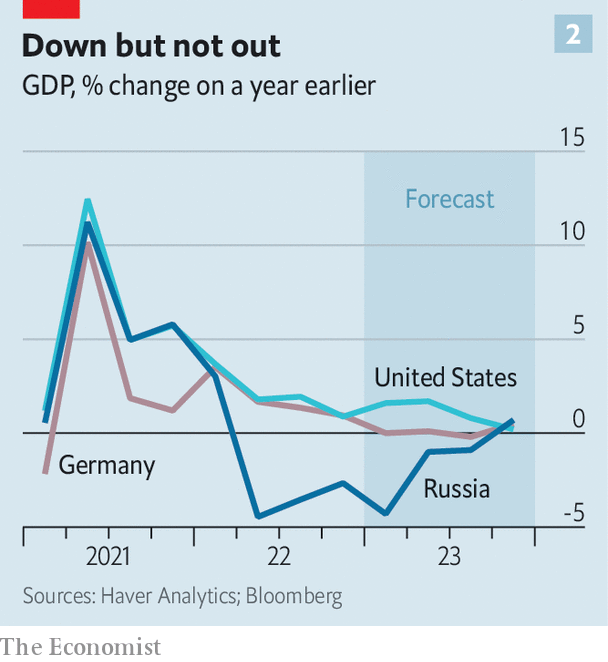 Down but not out
2
GDP, % change on a year earlier
15
Forecast
10
5
United States
0
Germany
Russia
-5
2021
22
23
Sources: Haver Analytics; Bloomberg
The Economist